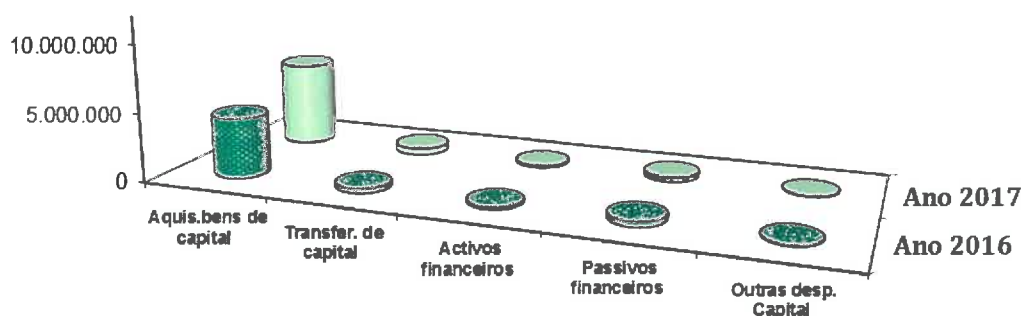 10.000.000
5.000.000
0
Aquis.bens de
capital
Transfer. de
capital
Activos
financeiros
Passivos
financeiros
Outras desp.
Capital
Ano 2017
Ano 2016